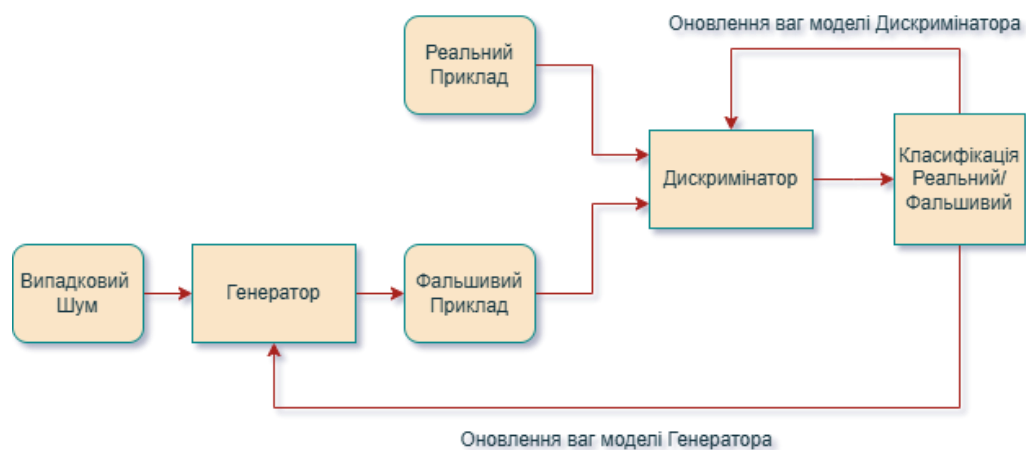 Оновлення ваг моделі Дискримінатора
Реальний
Приклад
Дискримінатор
Класифікація
Реальний/
Фальшивий
Випадковий
Шум
Генератор
Фальшивий
Приклад
Оновлення ваг моделі Генератора